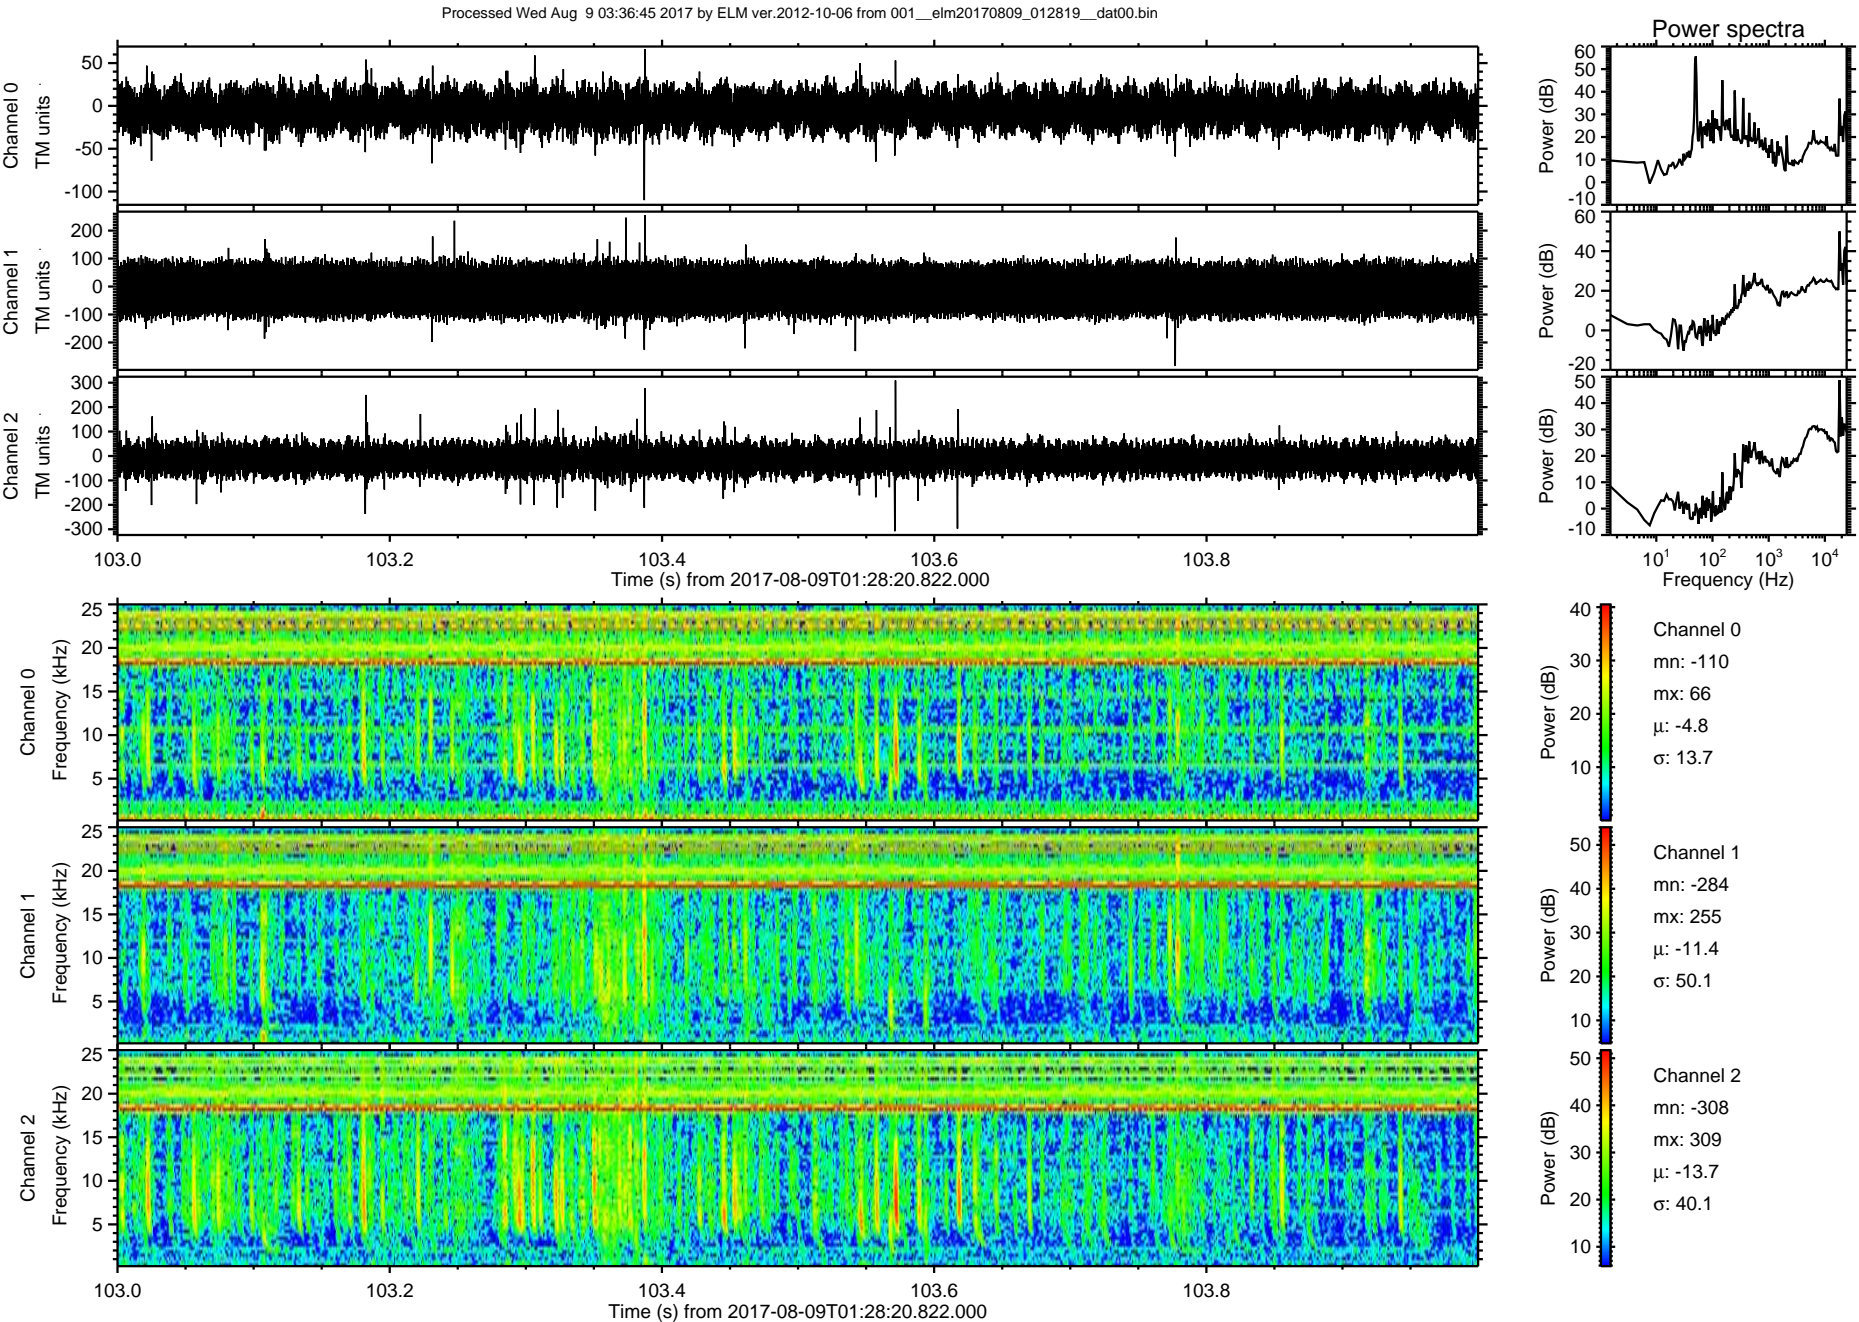 Processed Wed Aug  9 03:36:45 2017 by ELM ver.2012-10-06 from 001__elm20170809_012819__dat00.bin
Power spectra
Channel 0
TM units
50
0
-50
-100
Power (dB)
60
50
40
30
20
10
0
-10
Channel 1
TM units
200
100
0
-100
-200
Power (dB)
60
40
20
0
-20
Channel 2
TM units
300
200
100
0
-100
-200
-300
Power (dB)
50
40
30
20
10
0
-10
103.0 103.2 103.4 103.6 103.8
Time (s) from 2017-08-09T01:28:20.822.000
10¹ 10² 10³ 10⁴
Frequency (Hz)
Channel 0
Frequency (kHz)
25
20
15
10
5
Power (dB)
40
30
20
10
Channel 0
mn: -110
mx: 66
μ: -4.8
σ: 13.7
Channel 1
Frequency (kHz)
25
20
15
10
5
Power (dB)
50
40
30
20
10
Channel 1
mn: -284
mx: 255
μ: -11.4
σ: 50.1
Channel 2
Frequency (kHz)
25
20
15
10
5
Power (dB)
50
40
30
20
10
Channel 2
mn: -308
mx: 309
μ: -13.7
σ: 40.1
103.0 103.2 103.4 103.6 103.8
Time (s) from 2017-08-09T01:28:20.822.000